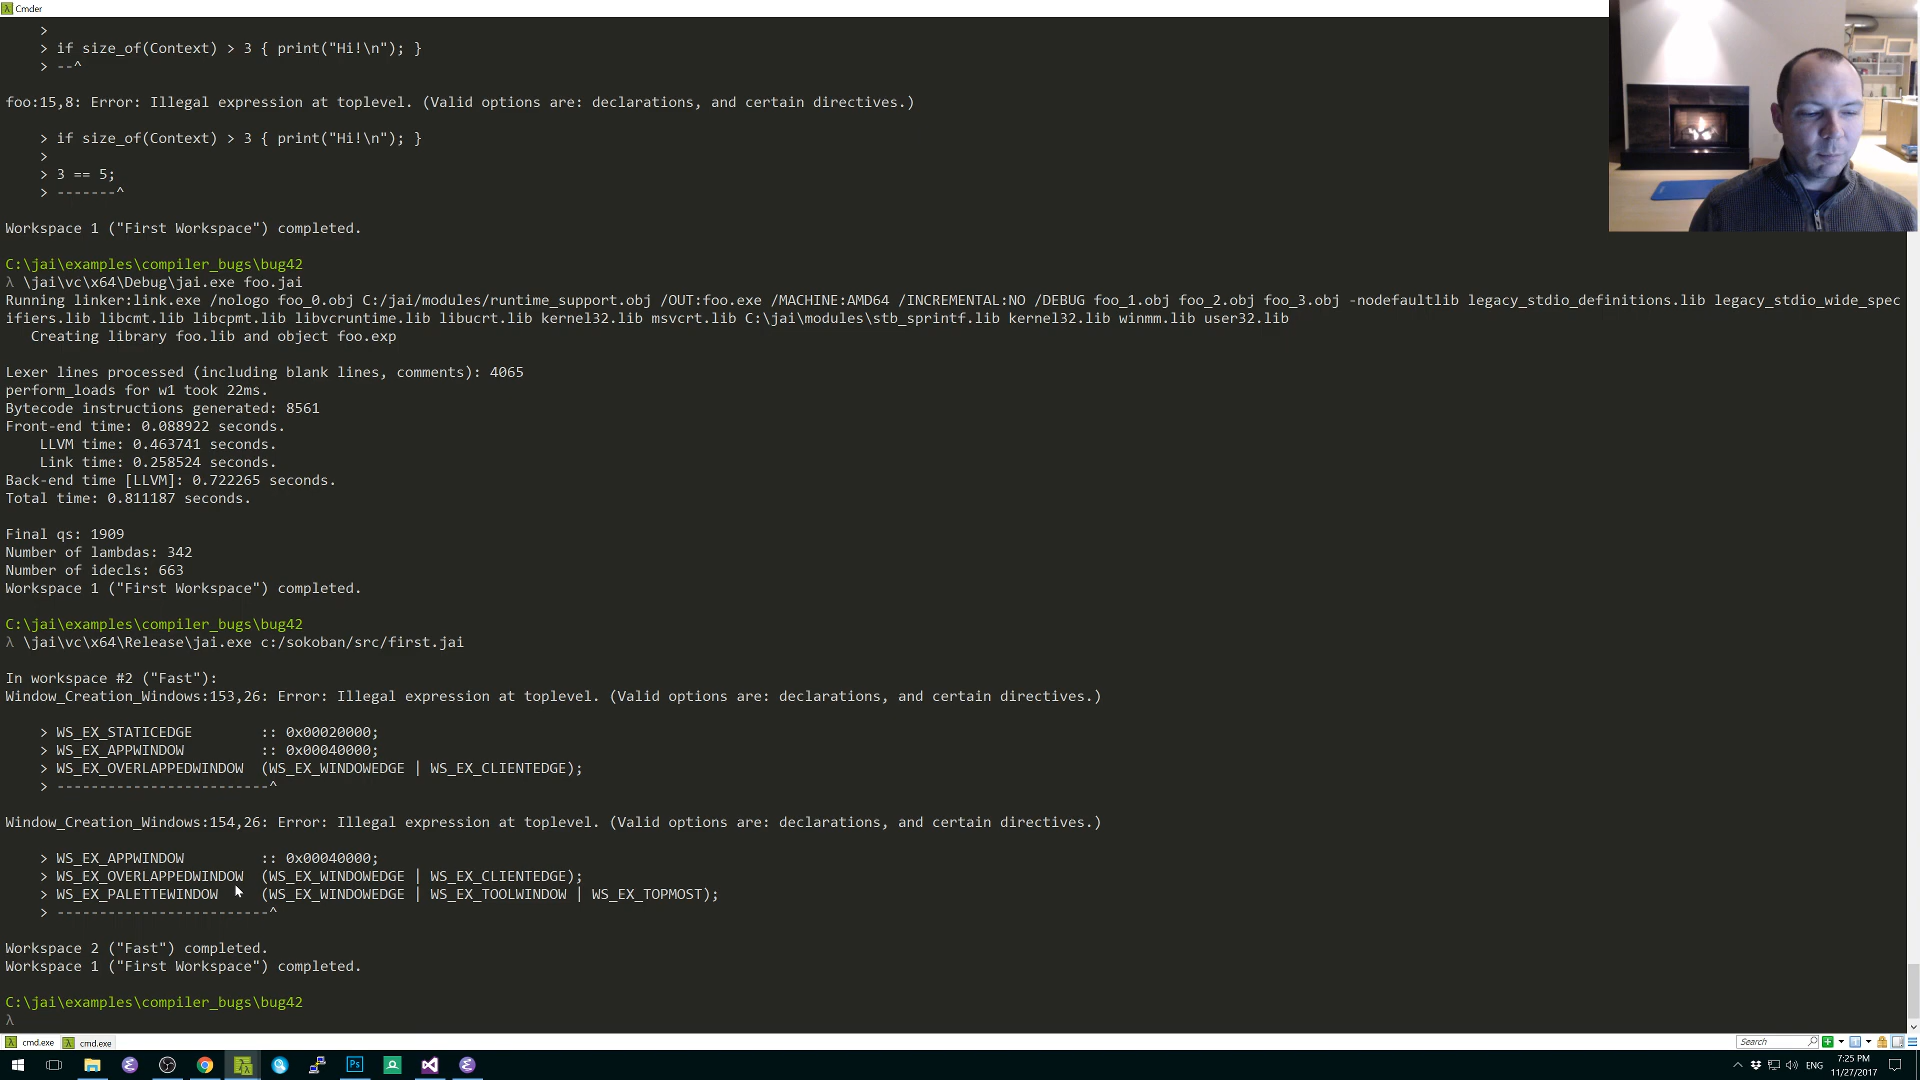 Cmder
>
> if size_of(Context) > 3 { print("Hi!\n"); }
> --^
foo:15,8: Error: Illegal expression at toplevel. (Valid options are: declarations, and certain directives.)
> if size_of(Context) > 3 { print("Hi!\n"); }
>
> 3 == 5;
> -------^
Workspace 1 ("First Workspace") completed.
C:\jai\examples\compiler_bugs\bug42
λ \jai\vc\x64\Debug\jai.exe foo.jai
Running linker:link.exe /nologo foo_0.obj C:/jai/modules/runtime_support.obj /OUT:foo.exe /MACHINE:AMD64 /INCREMENTAL:NO /DEBUG foo_1.obj foo_2.obj foo_3.obj -nodefaultlib legacy_stdio_definitions.lib legacy_stdio_wide_spec
ifiers.lib libcmt.lib libcpmt.lib libvcruntime.lib libucrt.lib kernel32.lib msvcrt.lib C:\jai\modules\stb_sprintf.lib kernel32.lib winmm.lib user32.lib
Creating library foo.lib and object foo.exp
Lexer lines processed (including blank lines, comments): 4065
perform_loads for w1 took 22ms.
Bytecode instructions generated: 8561
Front-end time: 0.088922 seconds.
LLVM time: 0.463741 seconds.
Link time: 0.258524 seconds.
Back-end time [LLVM]: 0.722265 seconds.
Total time: 0.811187 seconds.
Final qs: 1909
Number of lambdas: 342
Number of idecls: 663
Workspace 1 ("First Workspace") completed.
C:\jai\examples\compiler_bugs\bug42
λ \jai\vc\x64\Release\jai.exe c:/sokoban/src/first.jai
In workspace #2 ("Fast"):
Window_Creation_Windows:153,26: Error: Illegal expression at toplevel. (Valid options are: declarations, and certain directives.)
> WS_EX_STATICEDGE :: 0x00020000;
> WS_EX_APPWINDOW :: 0x00040000;
> WS_EX_OVERLAPPEDWINDOW (WS_EX_WINDOWEDGE | WS_EX_CLIENTEDGE);
> -------------------------^
Window_Creation_Windows:154,26: Error: Illegal expression at toplevel. (Valid options are: declarations, and certain directives.)
> WS_EX_APPWINDOW :: 0x00040000;
> WS_EX_OVERLAPPEDWINDOW (WS_EX_WINDOWEDGE | WS_EX_CLIENTEDGE);
> WS_EX_PALETTEWINDOW (WS_EX_WINDOWEDGE | WS_EX_TOOLWINDOW | WS_EX_TOPMOST);
> -------------------------^
Workspace 2 ("Fast") completed.
Workspace 1 ("First Workspace") completed.
C:\jai\examples\compiler_bugs\bug42
λ
cmd.exe cmd.exe Search
Ps ENG 7:25 PM
11/27/2017